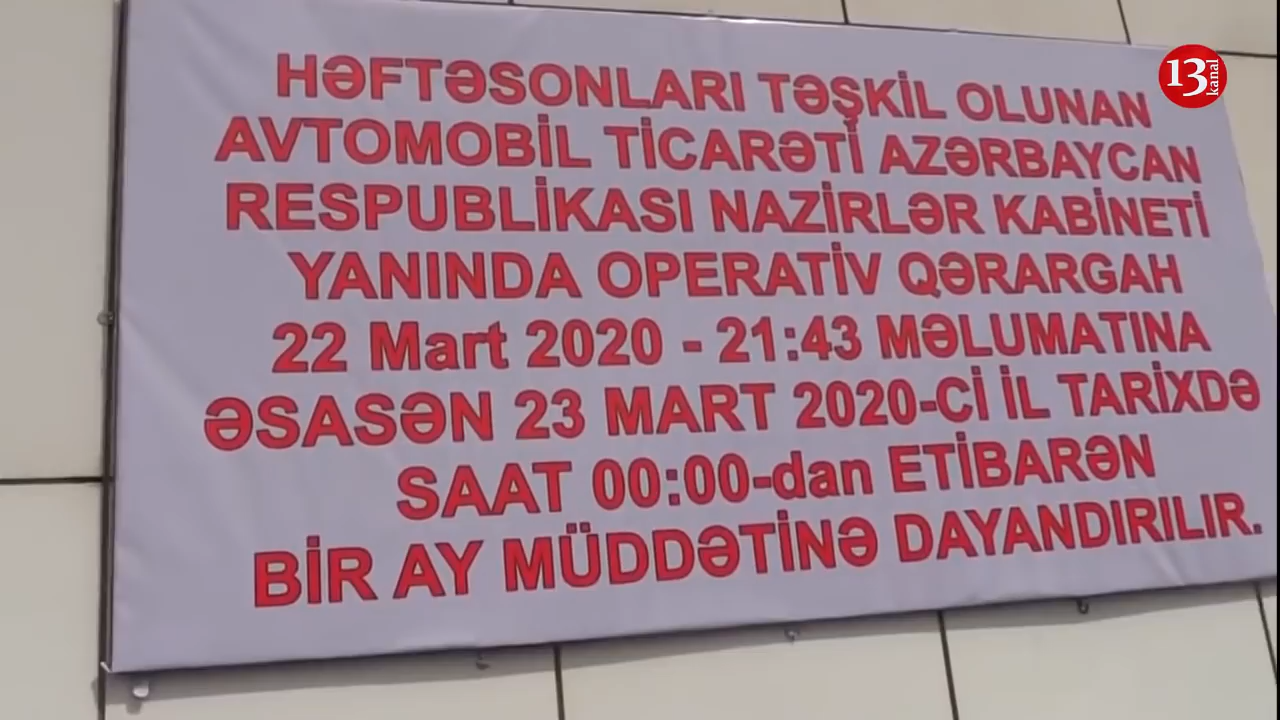 13
kanal
HƏFTƏSONLARI TƏŞKİL OLUNAN
AVTOMOBİL TİCARƏTİ AZƏRBAYCAN
RESPUBLİKASI NAZİRLƏR KABİNETİ
YANINDA OPERATİV QƏRARGAH
22 Mart 2020 - 21:43 MƏLUMATINA
ƏSASƏN 23 MART 2020-Cİ İL TARİXDƏ
SAAT 00:00-dan ETİBARƏN
BİR AY MÜDDƏTİNƏ DAYANDIRILIR.